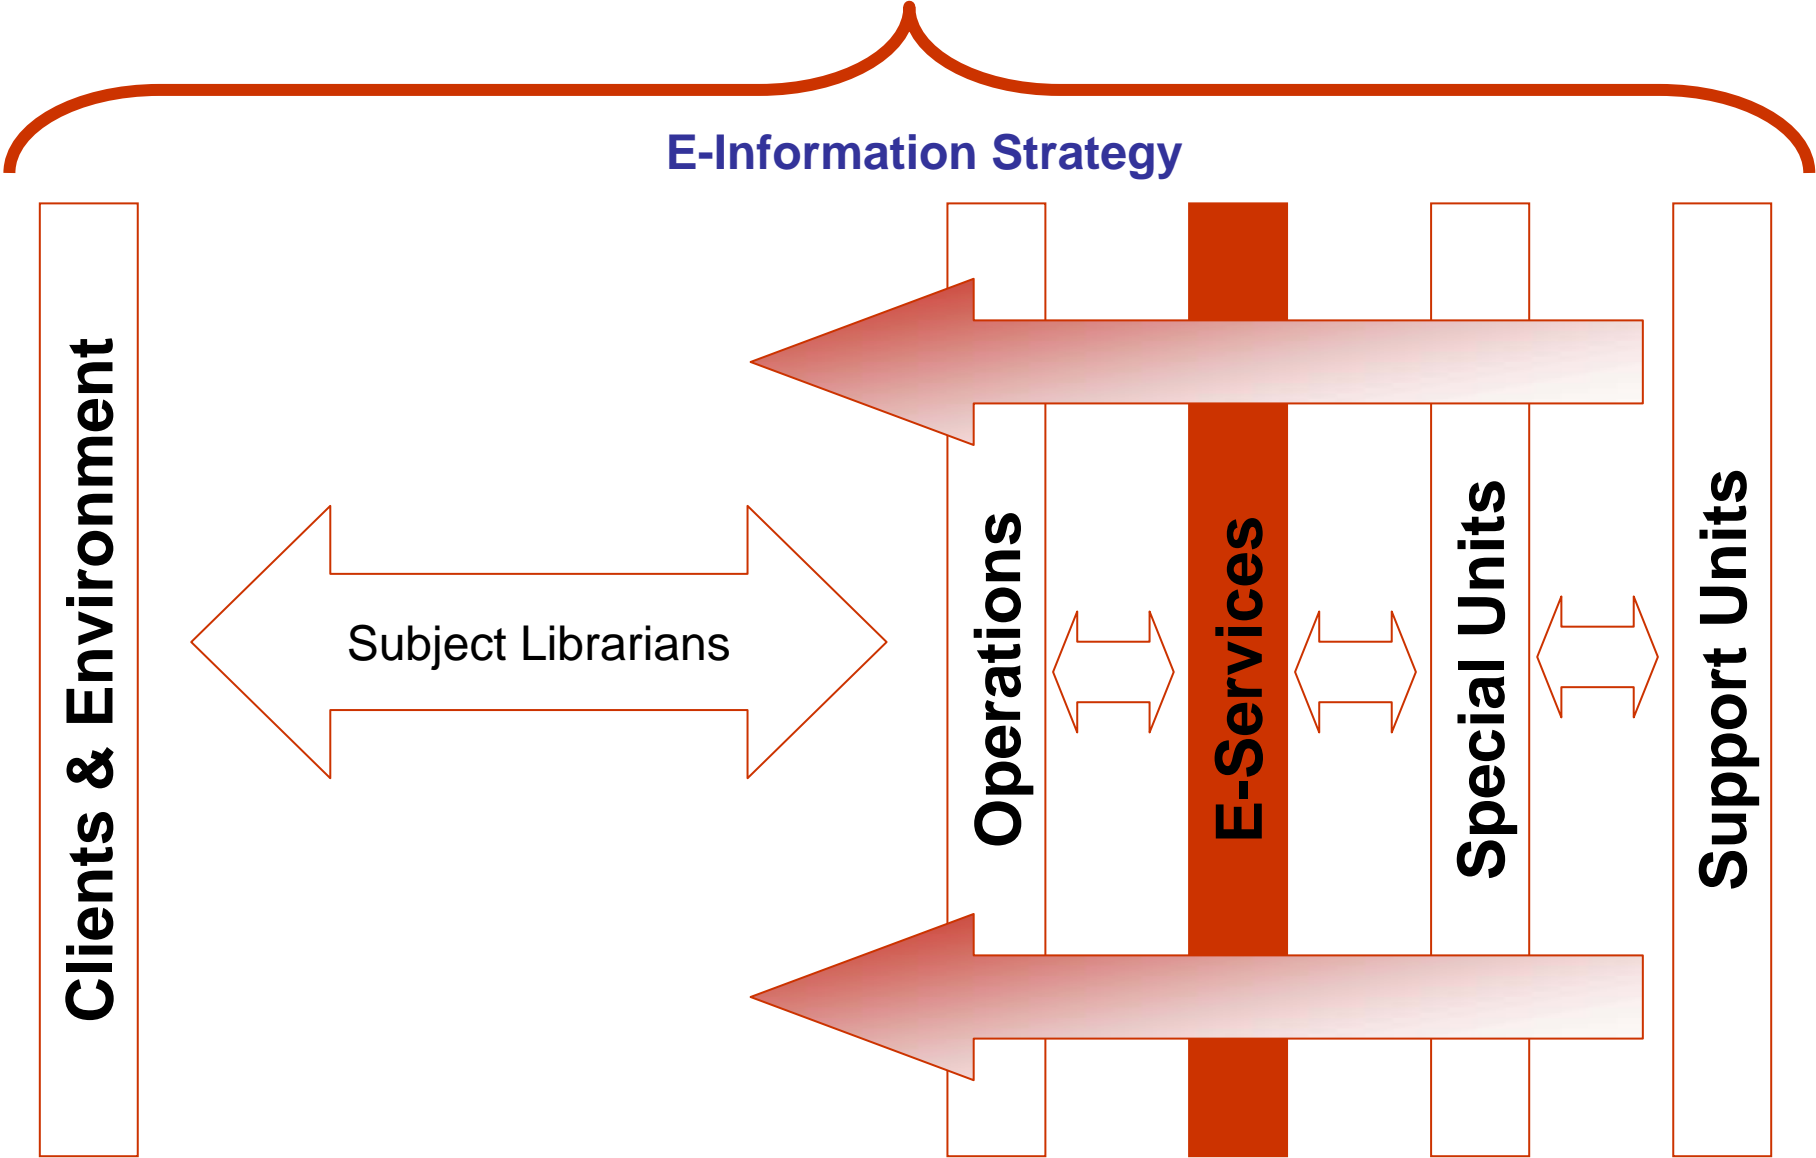 E-Information Strategy
Clients & Environment
Subject Librarians
Operations
E-Services
Special Units
Support Units